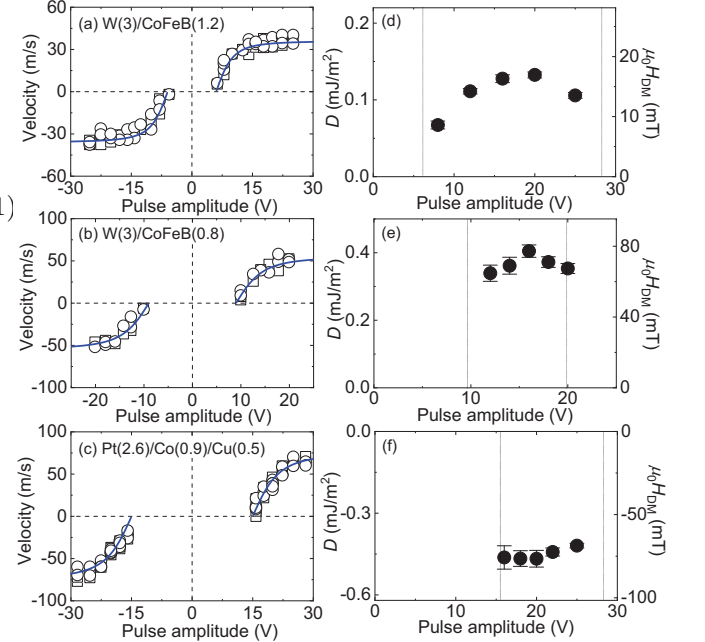 (a) W(3)/CoFeB(1.2)
Velocity (m/s)
60
30
0
-30
-60
-30 -15 0 15 30
Pulse amplitude (V)
(d)
D (mJ/m²)
0.2
0.1
0.0
0 10 20 30
Pulse amplitude (V)
20
10
0
μ₀H_DM (mT)
1)
(b) W(3)/CoFeB(0.8)
Velocity (m/s)
100
50
0
-50
-100
-20 -10 0 10 20
Pulse amplitude (V)
(e)
D (mJ/m²)
0.4
0.2
0.0
0 10 20
Pulse amplitude (V)
80
40
0
μ₀H_DM (mT)
(c) Pt(2.6)/Co(0.9)/Cu(0.5)
Velocity (m/s)
100
50
0
-50
-100
-30 -15 0 15 30
Pulse amplitude (V)
(f)
D (mJ/m²)
0.0
-0.3
-0.6
0 10 20 30
Pulse amplitude (V)
0
-50
-100
μ₀H_DM (mT)